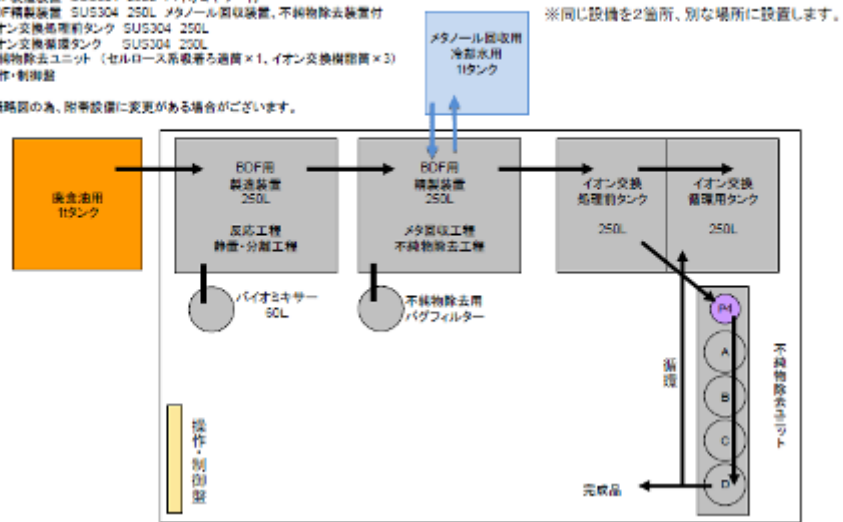 ※同じ設備を2箇所、別な場所に設置します。
精製装置 SUS304 250L メタノール回収装置、不純物除去装置付
イオン交換処理前タンク SUS304 250L
イオン交換循環タンク SUS304 250L
不純物除去ユニット (セルロース系吸着ろ過筒×1、イオン交換樹脂筒×3)
・制御盤
略図の為、附帯設備に変更がある場合がございます。
メタノール回収用
冷却水用
1tタンク
廃食油用
1tタンク
BDF用
製造装置
250L
反応工程
静置・分離工程
BDF用
精製装置
250L
メタ回収工程
不純物除去工程
イオン交換
処理前タンク
250L
イオン交換
循環用タンク
250L
バイオミキサー
60L
不純物除去用
バグフィルター
P4
A
B
C
D
循環
不純物除去ユニット
操作・制御盤
完成品